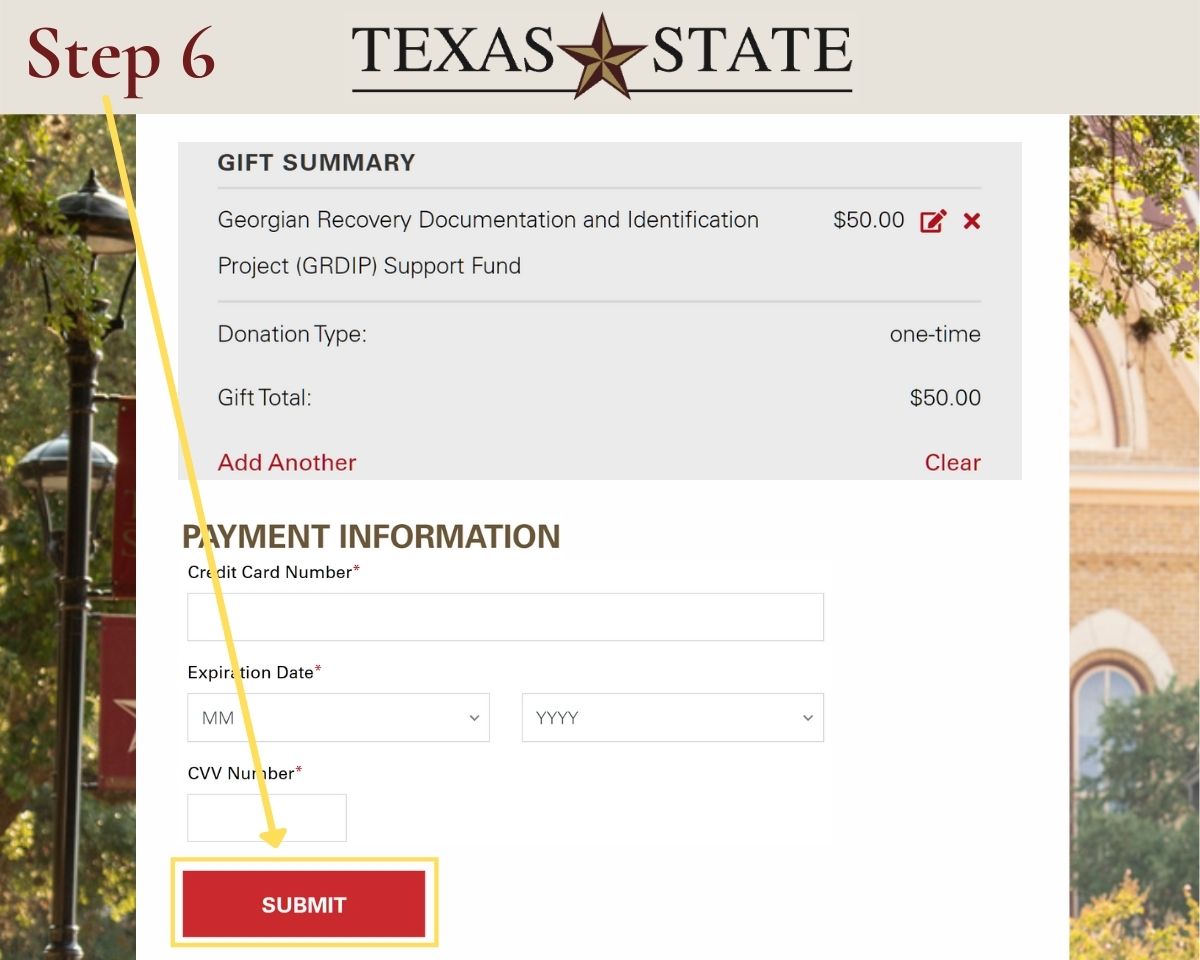 Step 6
TEXAS STATE
GIFT SUMMARY
Georgian Recovery Documentation and Identification $50.00
Project (GRDIP) Support Fund
Donation Type: one-time
Gift Total: $50.00
Add Another Clear
PAYMENT INFORMATION
Credit Card Number*
Expiration Date*
MM YYYY
CVV Number*
SUBMIT